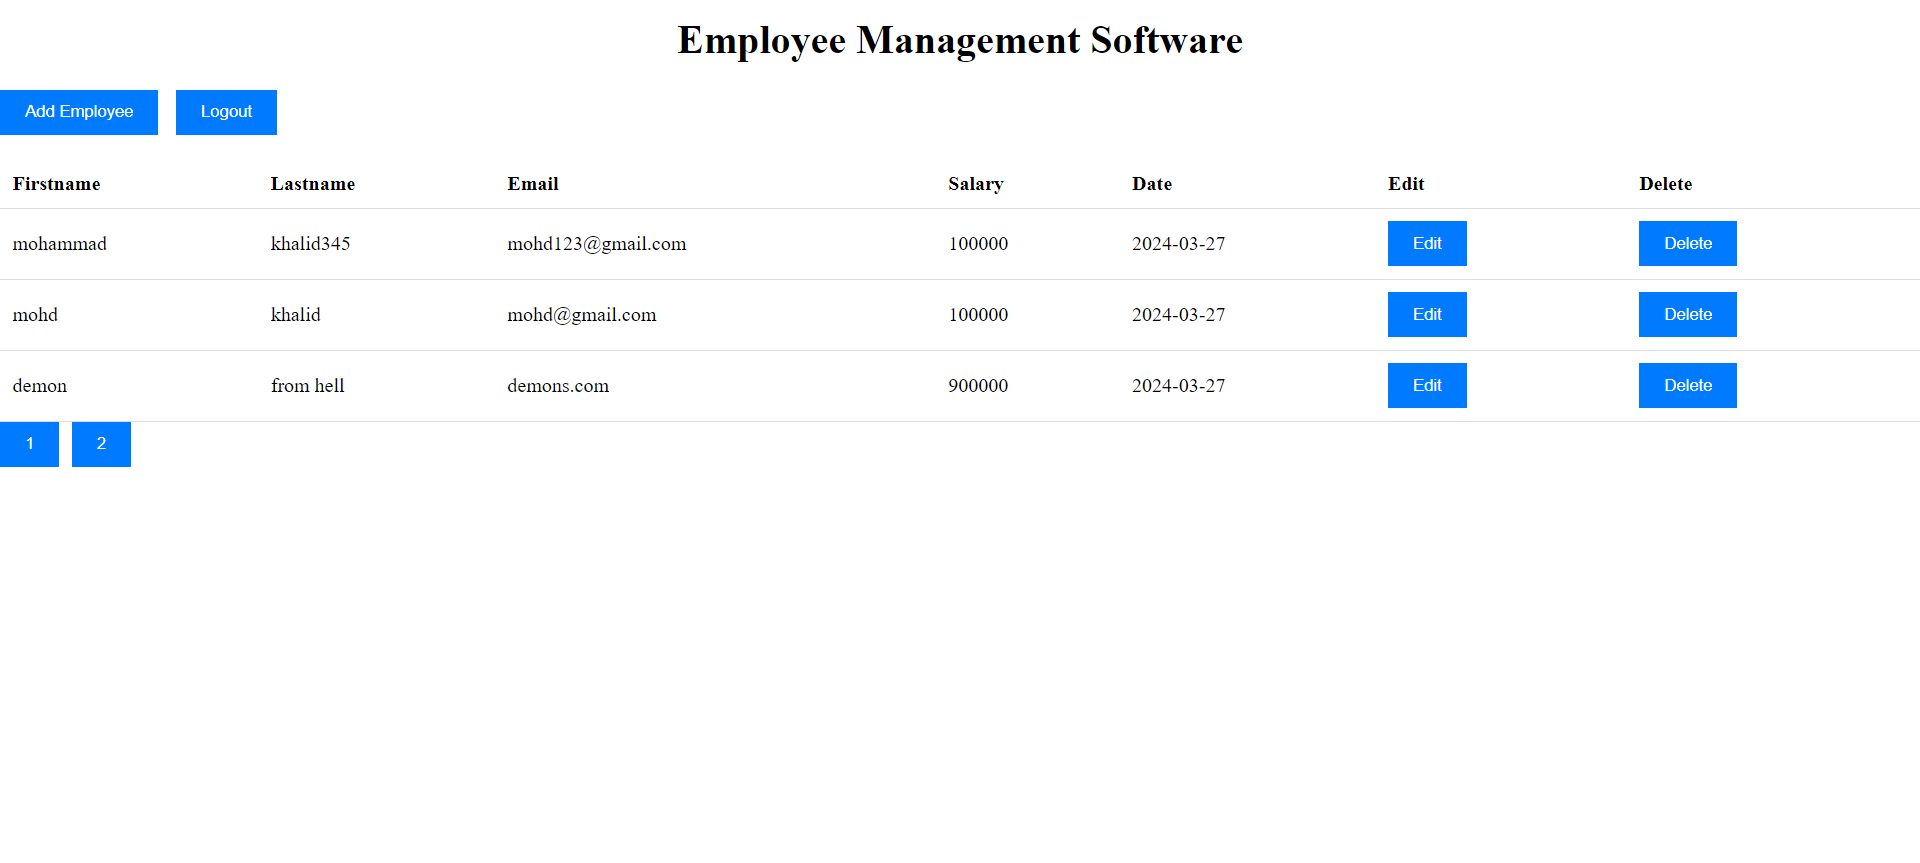 Employee Management Software
Add Employee Logout
Firstname Lastname Email Salary Date Edit Delete
mohammad khalid345 mohd123@gmail.com 100000 2024-03-27 Edit Delete
mohd khalid mohd@gmail.com 100000 2024-03-27 Edit Delete
demon from hell demons.com 900000 2024-03-27 Edit Delete
1 2